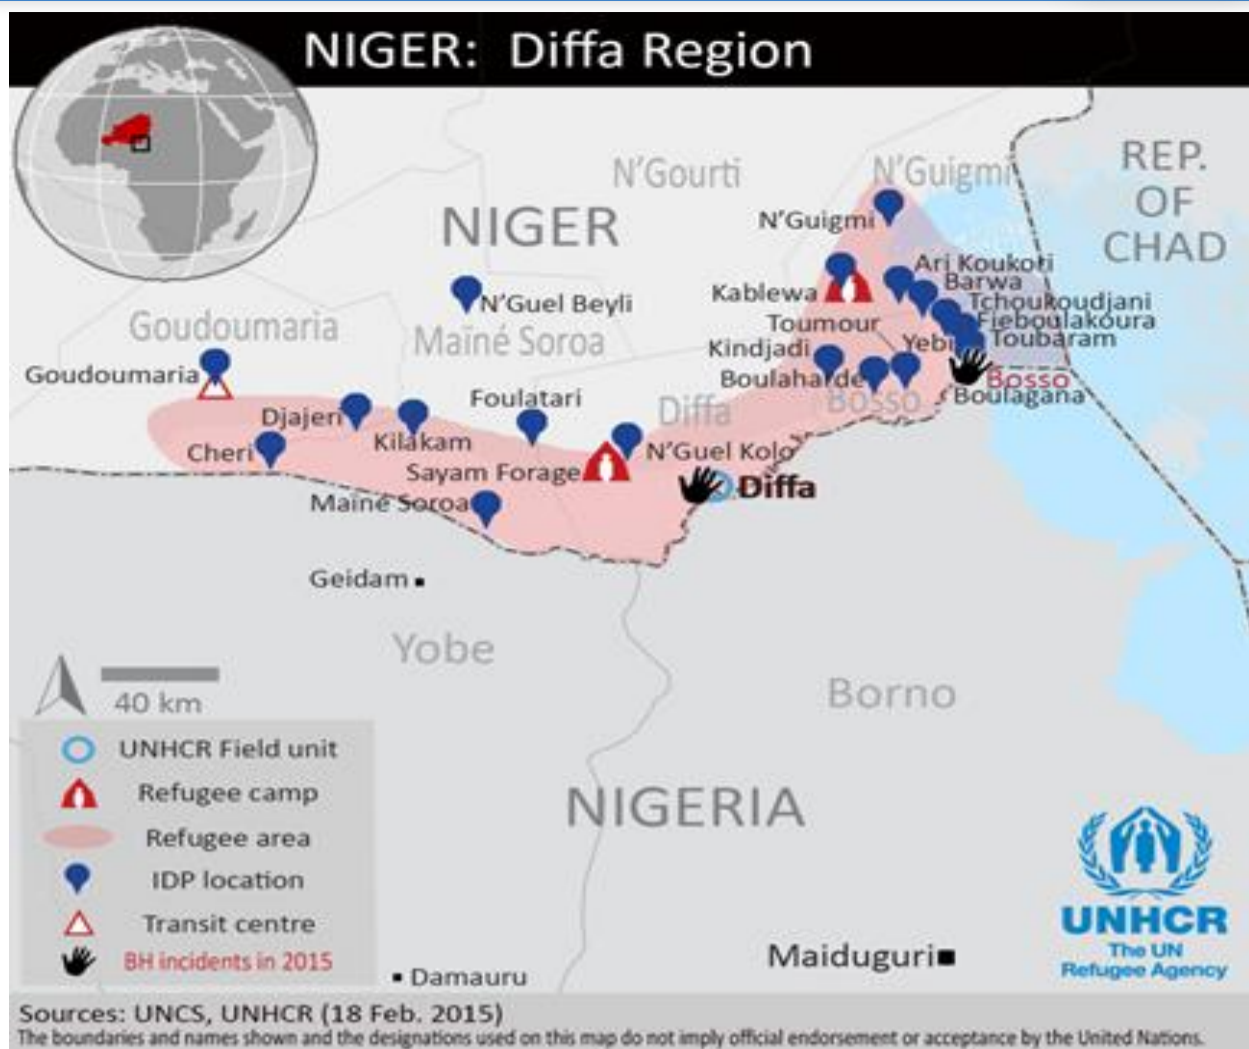 NIGER: Diffa Region
REP.
OF
CHAD
N'Gourti
N'Guigmi
NIGER
N'Guigmi
Ari Koukori
Barwa
Kablewa
N'Guel Beyli
Tchoukoudjani
Goudoumaria
Toumour
Fieboulakoura
Maïné Soroa
Yebi
Toubaram
Kindjadi
Goudoumaria
Boulaharde
Bosso
Foulatari
Bosso
Boulagana
Djajeri
Diffa
Kilakam
Cheri
N'Guel Kolo
Sayam Forage
Diffa
Maïné Soroa
Geidam
Yobe
Borno
40 km
UNHCR Field unit
Refugee camp
NIGERIA
Refugee area
IDP location
Transit centre
UNHCR
The UN
Refugee Agency
BH incidents in 2015
Maiduguri
Damauru
Sources: UNCS, UNHCR (18 Feb. 2015)
The boundaries and names shown and the designations used on this map do not imply official endorsement or acceptance by the United Nations.